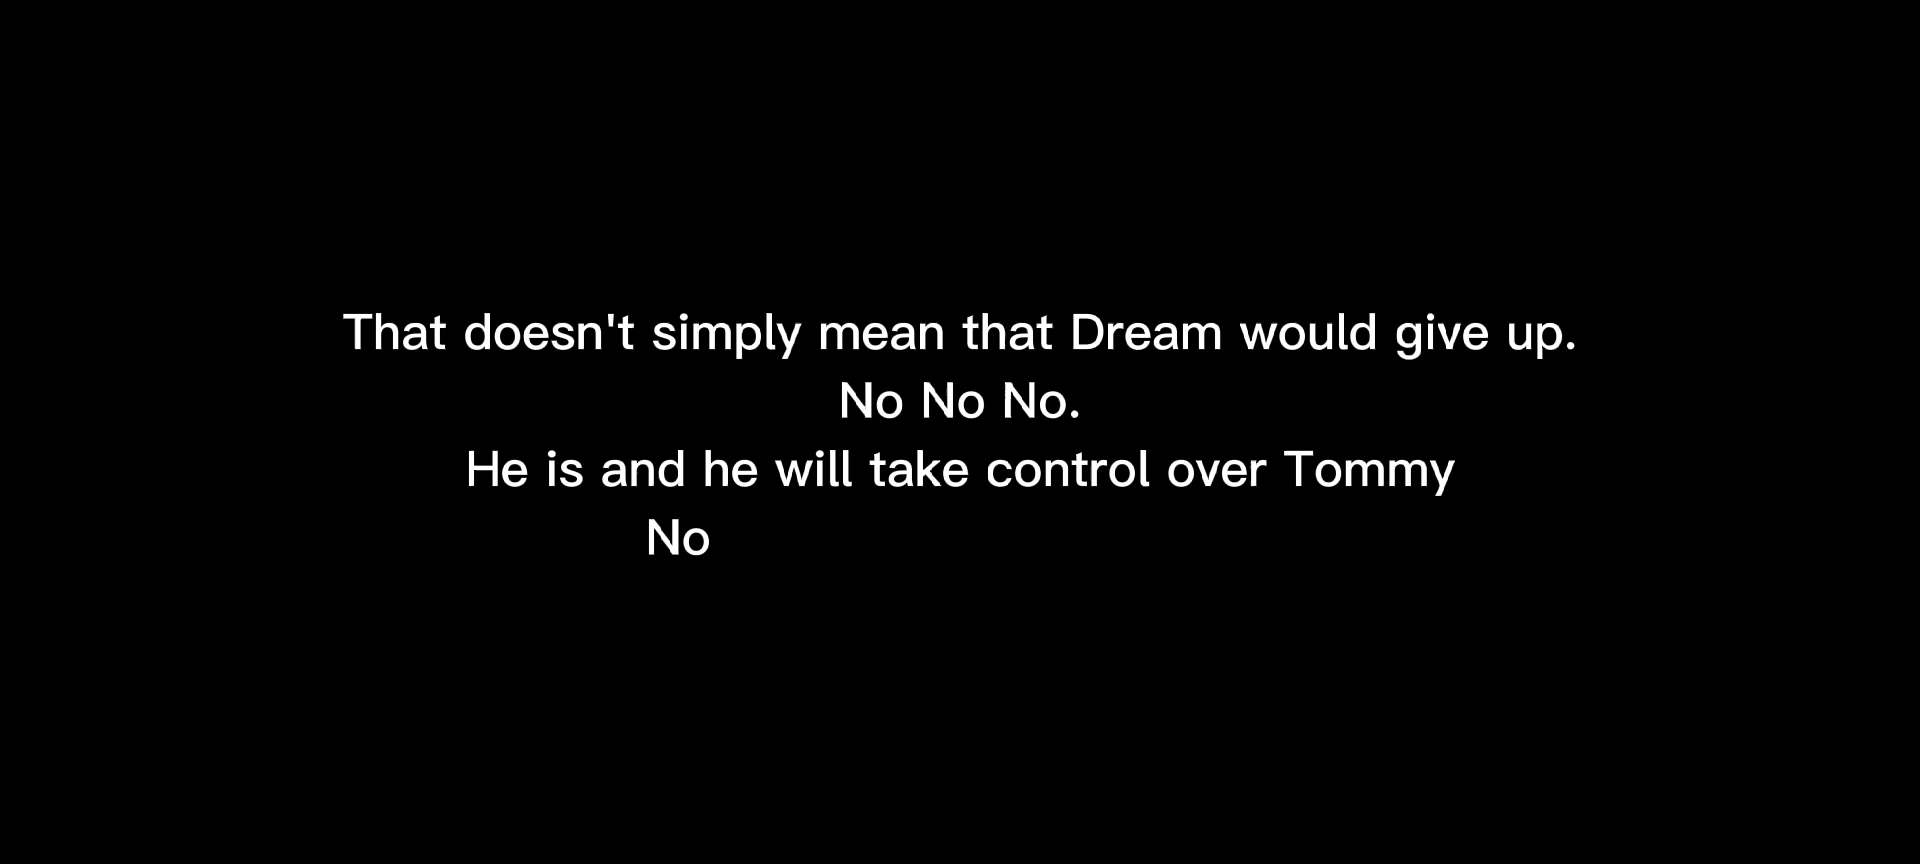 That doesn't simply mean that Dream would give up.
No No No.
He is and he will take control over Tommy
No